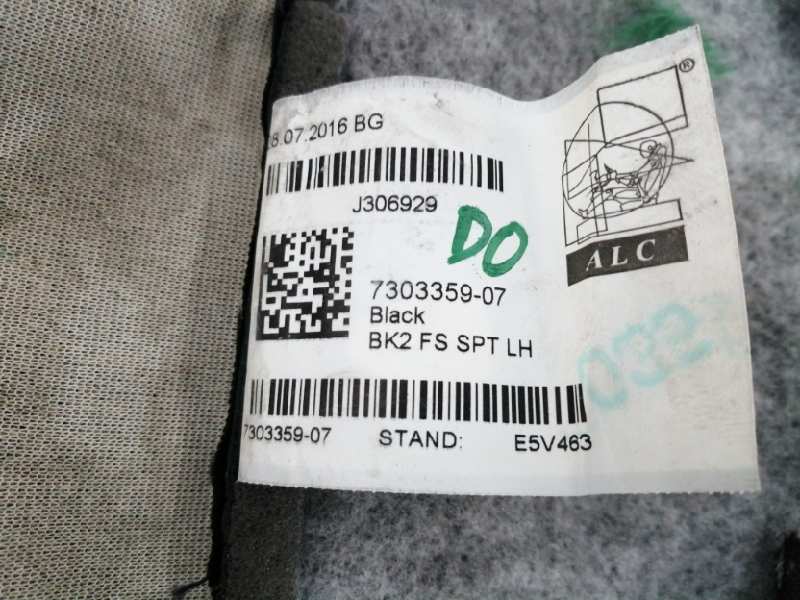 8.07.2016 BG
J306929
DO
7303359-07
Black
BK2 FS SPT LH
7303359-07 STAND: E5V463
®
ALC